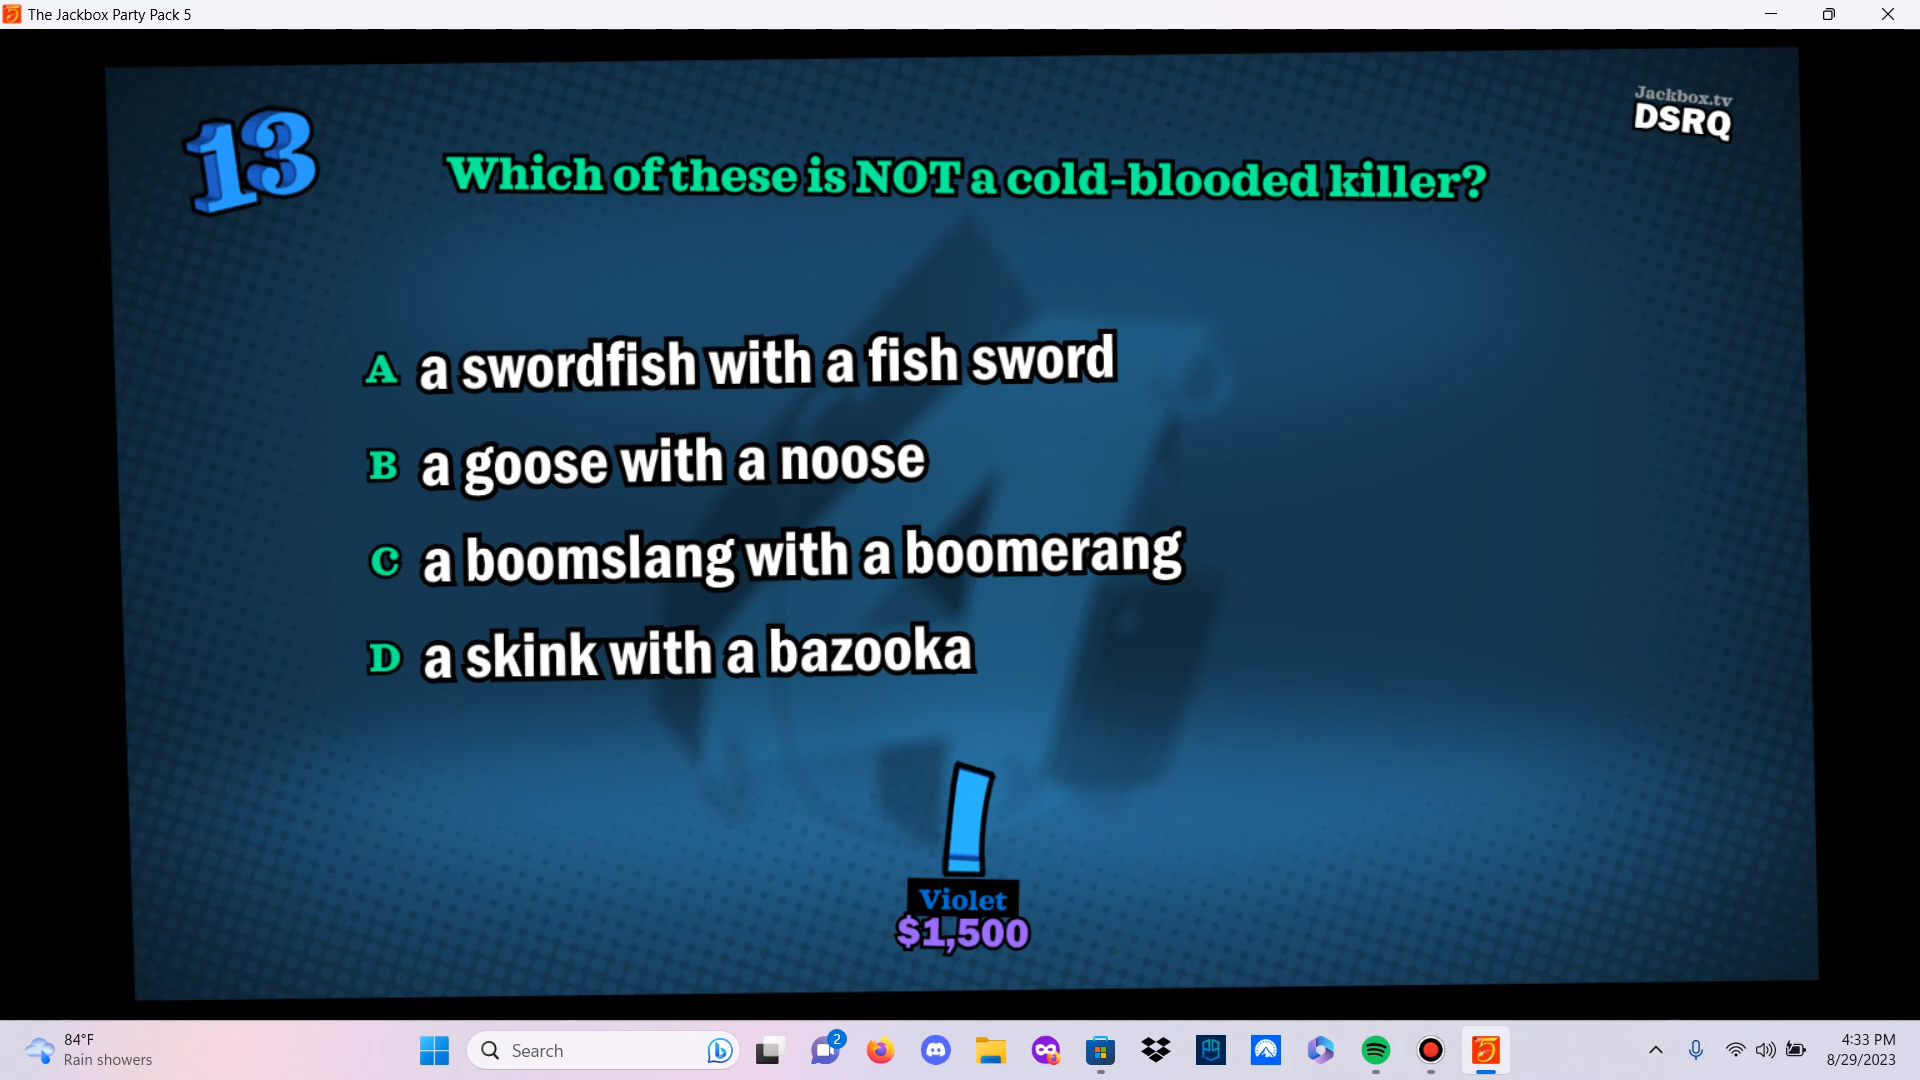 The Jackbox Party Pack 5
Jackbox.tv
DSRQ
13
Which of these is NOT a cold-blooded killer?
A a swordfish with a fish sword
B a goose with a noose
C a boomslang with a boomerang
D a skink with a bazooka
Violet
$1,500
84°F
Rain showers
Search
2
4:33 PM
8/29/2023